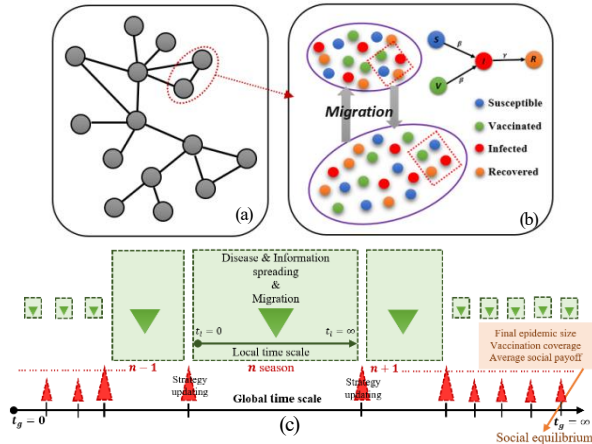 (a)
Migration
S
β
V
β
I
γ
R
Susceptible
Vaccinated
Infected
Recovered
(b)
Disease & Information
spreading
&
Migration
t_l = 0
t_l = ∞
Local time scale
Final epidemic size
Vaccination coverage
Average social payoff
n − 1
n season
n + 1
Strategy
updating
Strategy
updating
Global time scale
t_g = 0
(c)
t_g = ∞
Social equilibrium